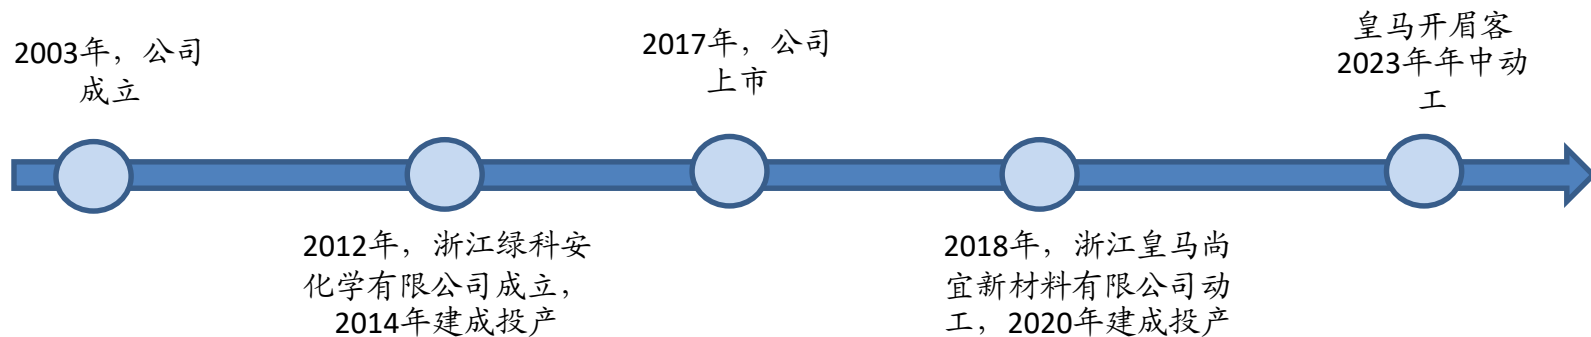 2003年，公司
成立
2012年，浙江绿科安
化学有限公司成立，
2014年建成投产
2017年，公司
上市
2018年，浙江皇马尚
宜新材料有限公司动
工，2020年建成投产
皇马开眉客
2023年年中动
工